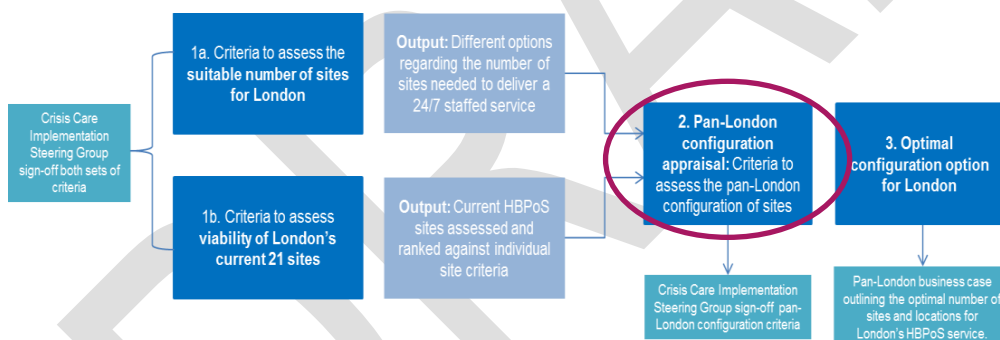 Crisis Care
Implementation
Steering Group
sign-off both sets of
criteria
1a. Criteria to assess the
suitable number of sites
for London
Output: Different options
regarding the number of
sites needed to deliver a
24/7 staffed service
1b. Criteria to assess
viability of London's
current 21 sites
Output: Current HBPoS
sites assessed and
ranked against individual
site criteria
2. Pan-London
configuration
appraisal: Criteria to
assess the pan-London
configuration of sites
3. Optimal
configuration option
for London
Crisis Care Implementation
Steering Group sign-off pan-
London configuration criteria
Pan-London business case
outlining the optimal number of
sites and locations for
London's HBPoS service.